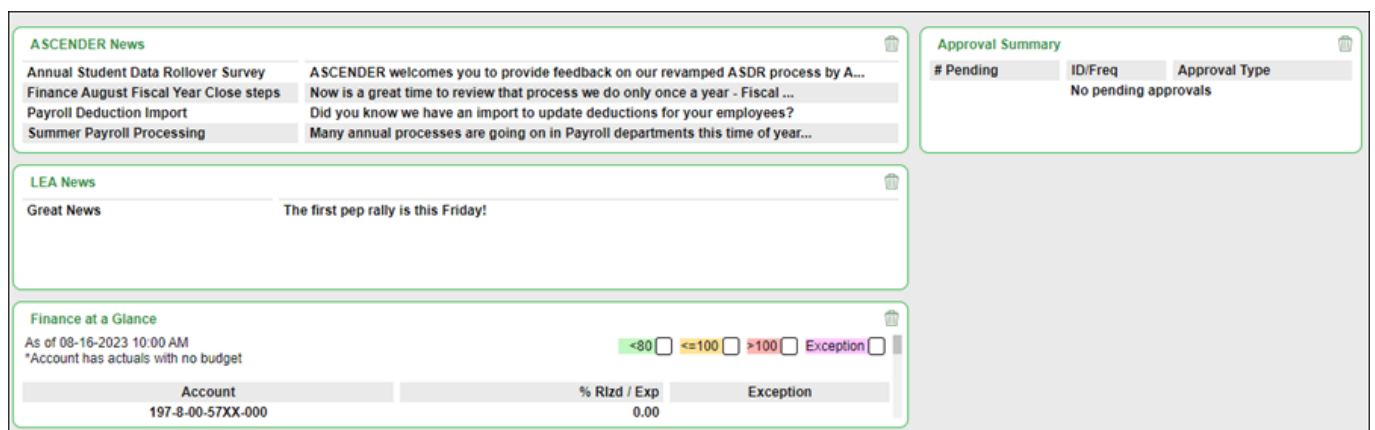 ASCENDER News
Annual Student Data Rollover Survey ASCENDER welcomes you to provide feedback on our revamped ASDR process by A...
Finance August Fiscal Year Close steps Now is a great time to review that process we do only once a year - Fiscal ...
Payroll Deduction Import Did you know we have an import to update deductions for your employees?
Summer Payroll Processing Many annual processes are going on in Payroll departments this time of year...
Approval Summary
# Pending ID/Freq Approval Type
No pending approvals
LEA News
Great News The first pep rally is this Friday!
Finance at a Glance
As of 08-16-2023 10:00 AM
*Account has actuals with no budget
<80 <=100 >100 Exception
Account % Rlzd / Exp Exception
197-8-00-57XX-000 0.00